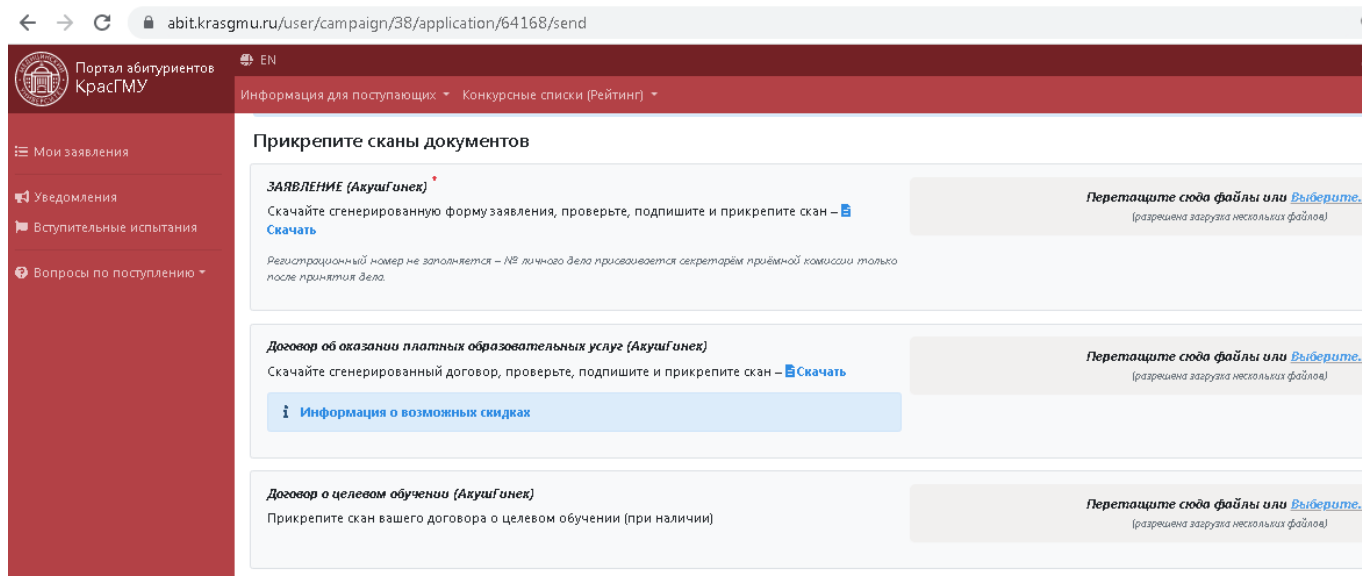 abit.krasgmu.ru/user/campaign/38/application/64168/send
Портал абитуриентов
КрасГМУ
EN
Информация для поступающих
Конкурсные списки (Рейтинг)
Мои заявления
Уведомления
Вступительные испытания
Вопросы по поступлению
Прикрепите сканы документов
ЗАЯВЛЕНИЕ (АкушГинек) *
Скачайте сгенерированную форму заявления, проверьте, подпишите и прикрепите скан –
Скачать
Регистрационный номер не заполняется – № личного дела присваивается секретарём приёмной комиссии только
после принятия дела.
Перетащите сюда файлы или Выберите.
(разрешена загрузка нескольких файлов)
Договор об оказании платных образовательных услуг (АкушГинек)
Скачайте сгенерированный договор, проверьте, подпишите и прикрепите скан – Скачать
Информация о возможных скидках
Перетащите сюда файлы или Выберите.
(разрешена загрузка нескольких файлов)
Договор о целевом обучении (АкушГинек)
Прикрепите скан вашего договора о целевом обучении (при наличии)
Перетащите сюда файлы или Выберите.
(разрешена загрузка нескольких файлов)